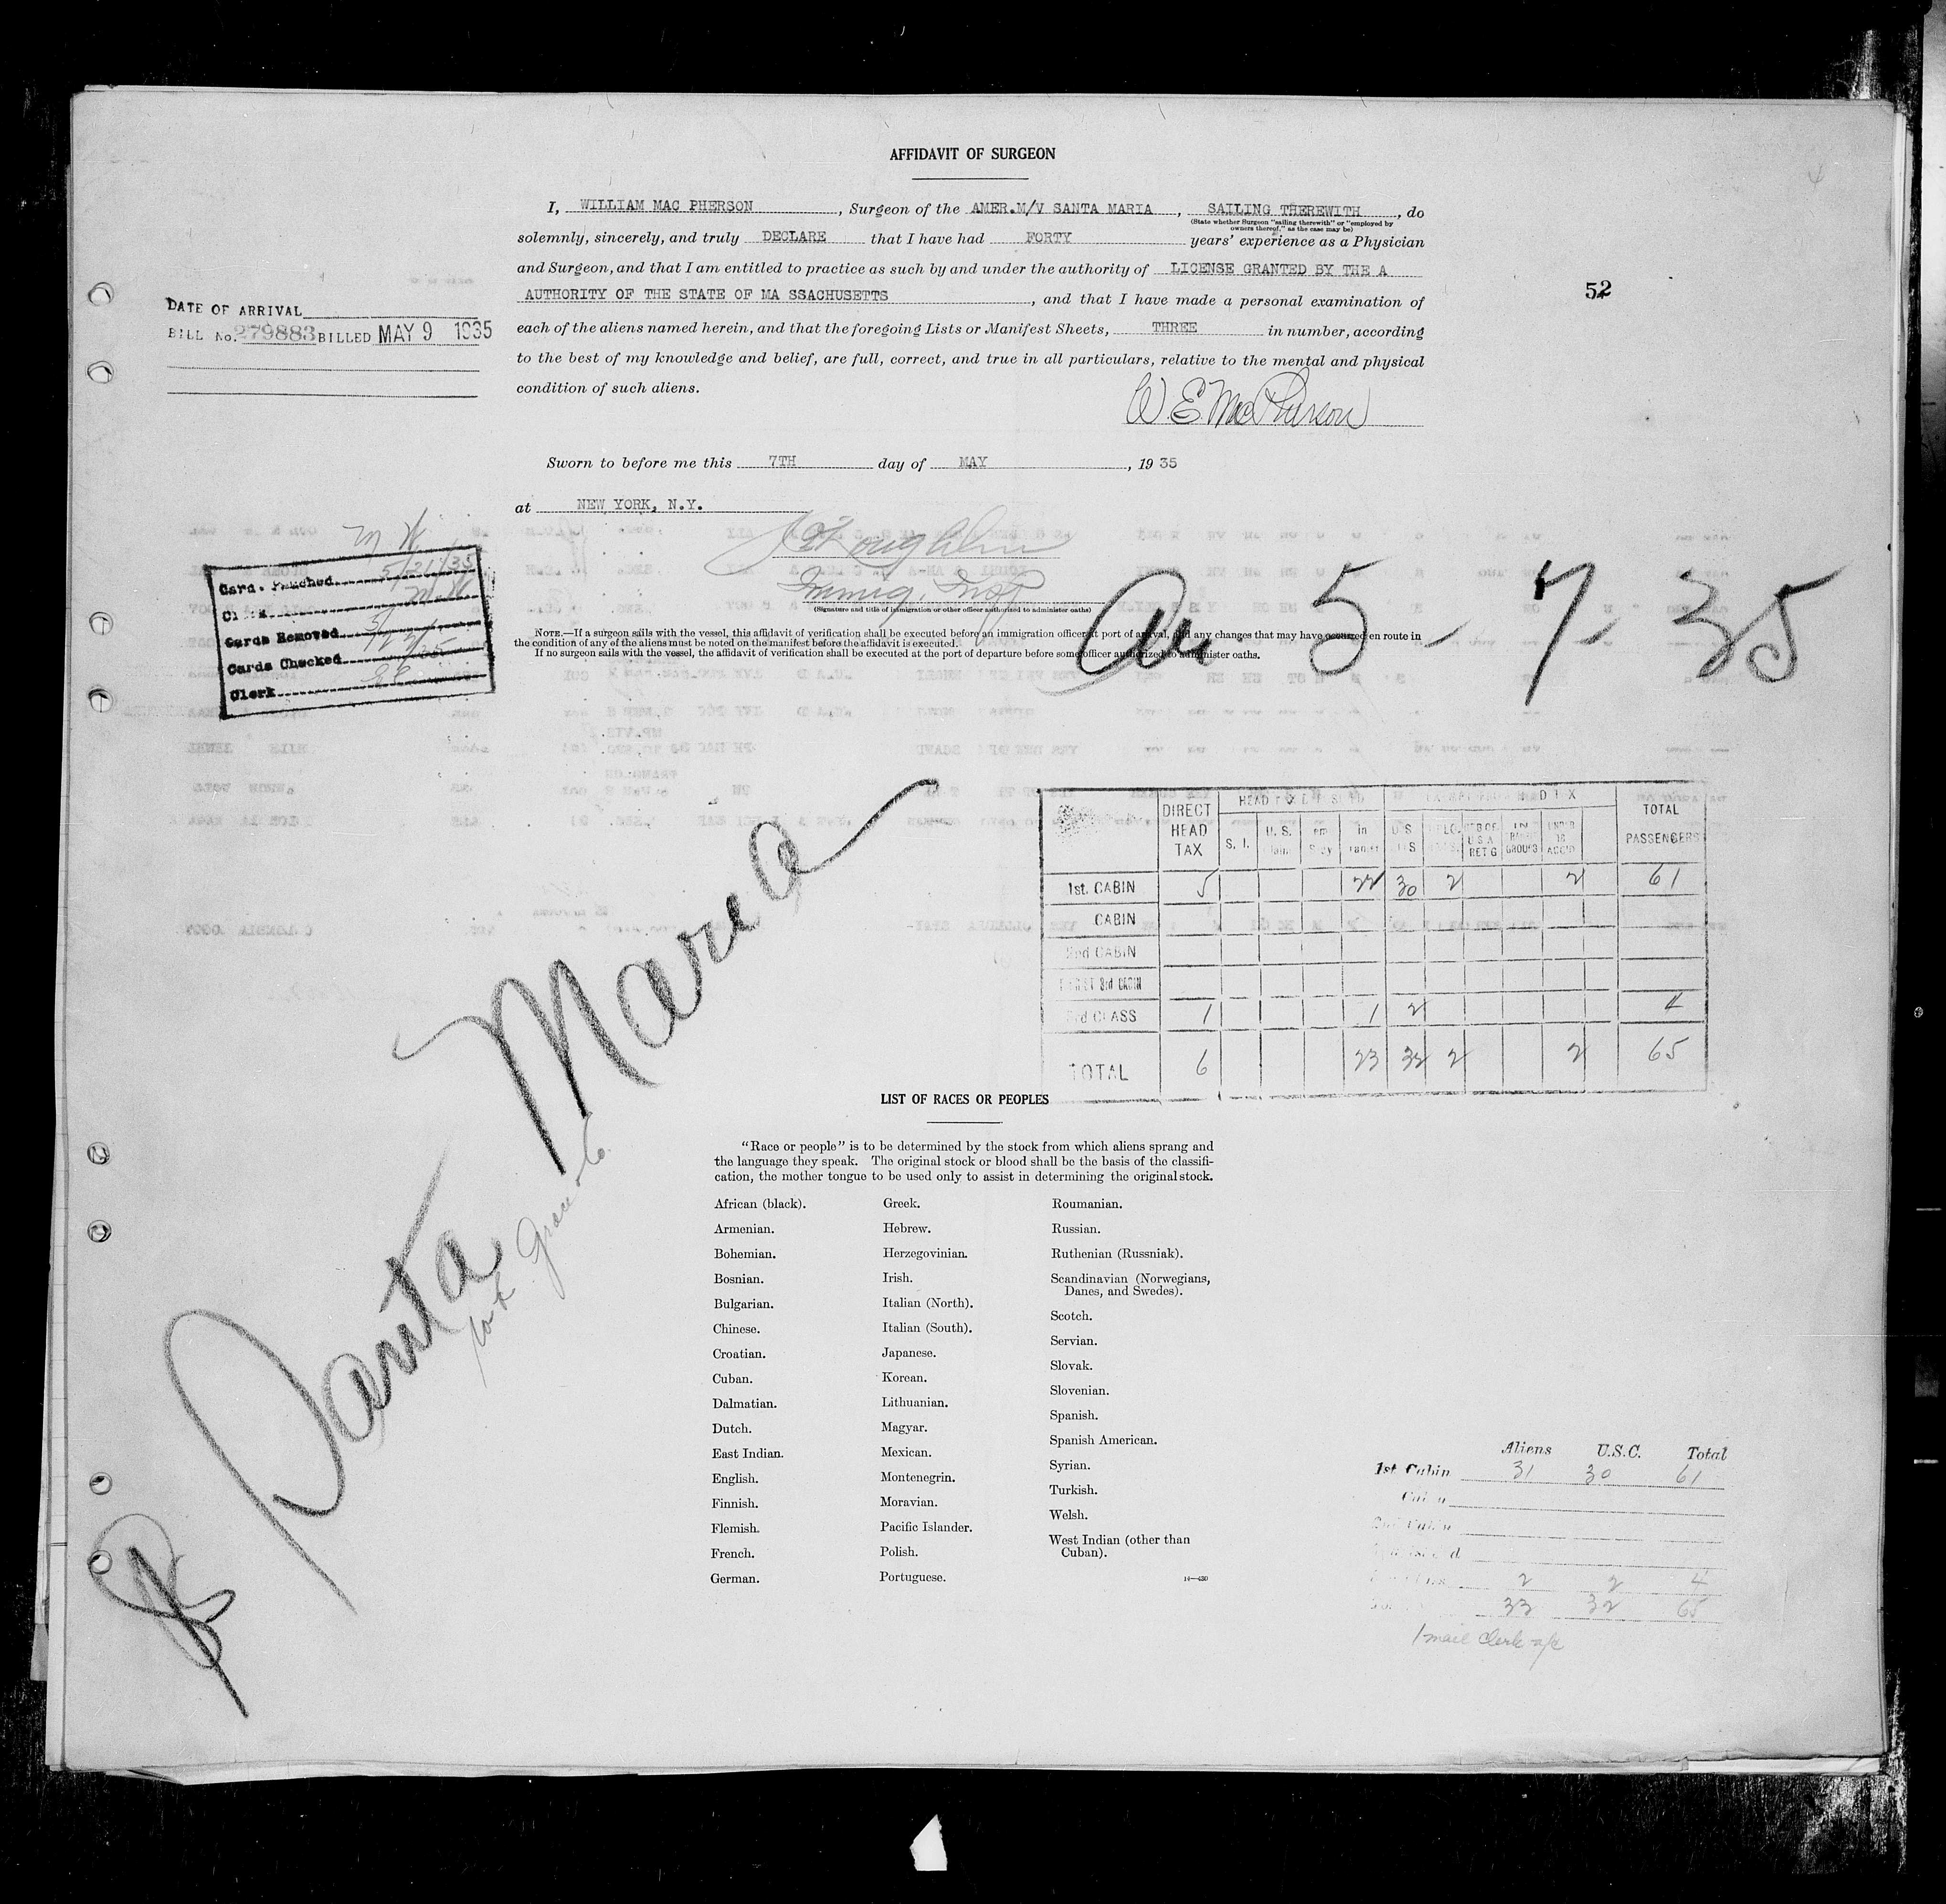 AFFIDAVIT OF SURGEON
I, WILLIAM MAC PHERSON, Surgeon of the AMER.M/V SANTA MARIA, SAILING THEREWITH, do
(State whether Surgeon "sailing therewith" or "employed by
owners thereof," as the case may be)
solemnly, sincerely, and truly DECLARE that I have had FORTY years' experience as a Physician
and Surgeon, and that I am entitled to practice as such by and under the authority of LICENSE GRANTED BY THE A
AUTHORITY OF THE STATE OF MA SSACHUSETTS, and that I have made a personal examination of
each of the aliens named herein, and that the foregoing Lists or Manifest Sheets, THREE in number, according
to the best of my knowledge and belief, are full, correct, and true in all particulars, relative to the mental and physical
condition of such aliens.
W. E. MacPherson
52
DATE OF ARRIVAL
BILL No. 279883 BILLED MAY 9 1935
Sworn to before me this 7TH day of MAY, 1935
at NEW YORK, N.Y.
Immig. Insp
(Signature and title of immigration or other officer authorized to administer oaths)
Card. Punched 5/21/35
Clerk M.H.
Cards Removed
Cards Checked
Clerk
NOTE.—If a surgeon sails with the vessel, this affidavit of verification shall be executed before an immigration officer at port of arrival, and any changes that may have occurred en route in
the condition of any of the aliens must be noted on the manifest before the affidavit is executed.
If no surgeon sails with the vessel, the affidavit of verification shall be executed at the port of departure before some officer authorized to administer oaths.
5-7-35
Santa Maria
DIRECT HEAD TAX
S. I.
U. S.
TOTAL PASSENGERS
1st. CABIN 5 22 30 2 2 61
CABIN
2nd CABIN
3rd CLASS 1 1 2 4
TOTAL 6 23 32 2 2 65
LIST OF RACES OR PEOPLES
"Race or people" is to be determined by the stock from which aliens sprang and
the language they speak. The original stock or blood shall be the basis of the classifi-
cation, the mother tongue to be used only to assist in determining the original stock.
African (black).
Armenian.
Bohemian.
Bosnian.
Bulgarian.
Chinese.
Croatian.
Cuban.
Dalmatian.
Dutch.
East Indian.
English.
Finnish.
Flemish.
French.
German.
Greek.
Hebrew.
Herzegovinian.
Irish.
Italian (North).
Italian (South).
Japanese.
Korean.
Lithuanian.
Magyar.
Mexican.
Montenegrin.
Moravian.
Pacific Islander.
Polish.
Portuguese.
Roumanian.
Russian.
Ruthenian (Russniak).
Scandinavian (Norwegians,
Danes, and Swedes).
Scotch.
Servian.
Slovak.
Slovenian.
Spanish.
Spanish American.
Syrian.
Turkish.
Welsh.
West Indian (other than
Cuban).
Aliens U.S.C. Total
1st Cabin 31 30 61
2 2 4
33 32 65
1 mail clerk